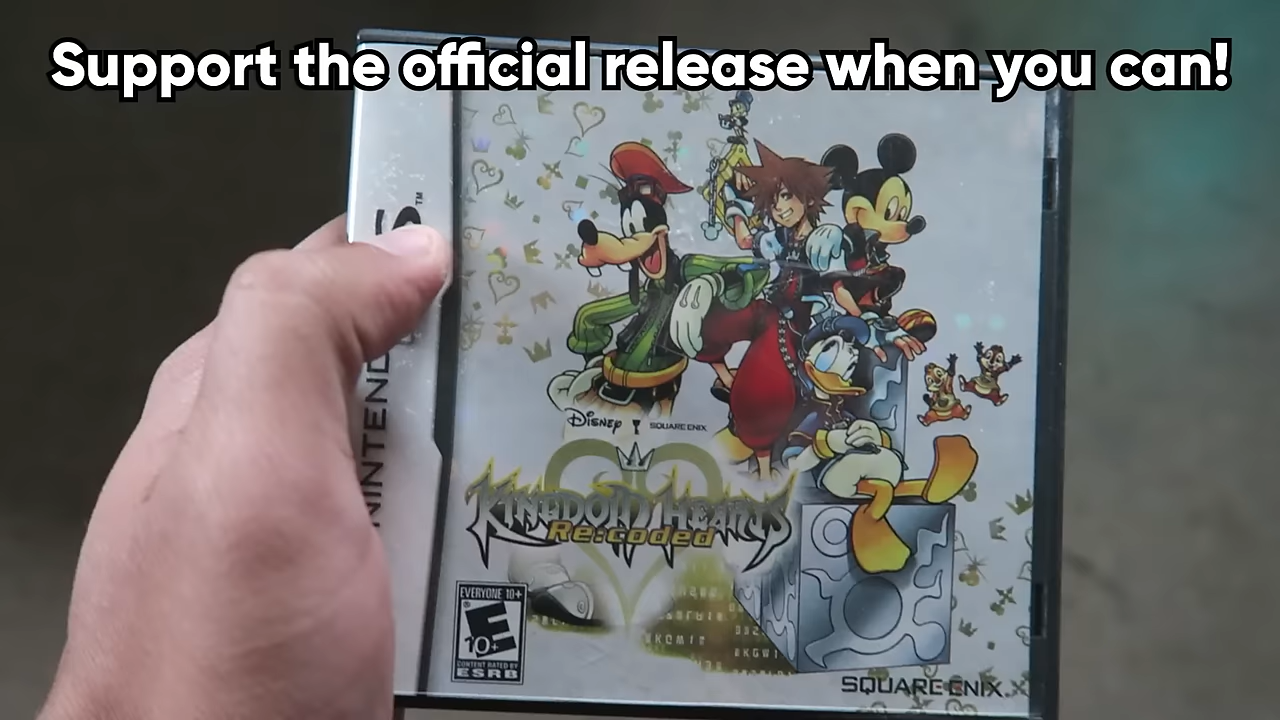 Support the official release when you can!
NINTENDO
S™
Disney
SQUARE ENIX
KINGDOM HEARTS
Re:coded
EVERYONE 10+
E
10+
CONTENT RATED BY
ESRB
SQUARE ENIX